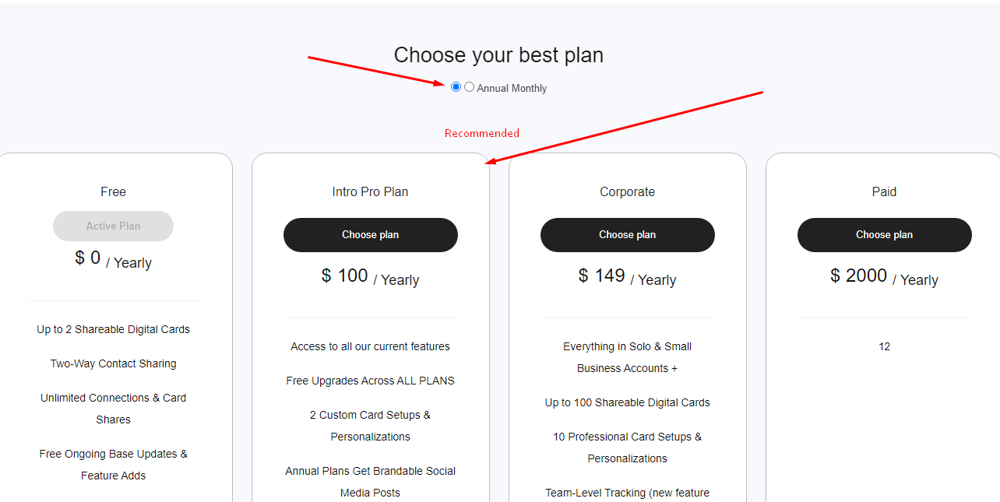 Choose your best plan
Annual Monthly
Recommended
Free
Active Plan
$ 0 / Yearly
Up to 2 Shareable Digital Cards
Two-Way Contact Sharing
Unlimited Connections & Card
Shares
Free Ongoing Base Updates &
Feature Adds
Intro Pro Plan
Choose plan
$ 100 / Yearly
Access to all our current features
Free Upgrades Across ALL PLANS
2 Custom Card Setups &
Personalizations
Annual Plans Get Brandable Social
Media Posts
Corporate
Choose plan
$ 149 / Yearly
Everything in Solo & Small
Business Accounts +
Up to 100 Shareable Digital Cards
10 Professional Card Setups &
Personalizations
Team-Level Tracking (new feature
Paid
Choose plan
$ 2000 / Yearly
12